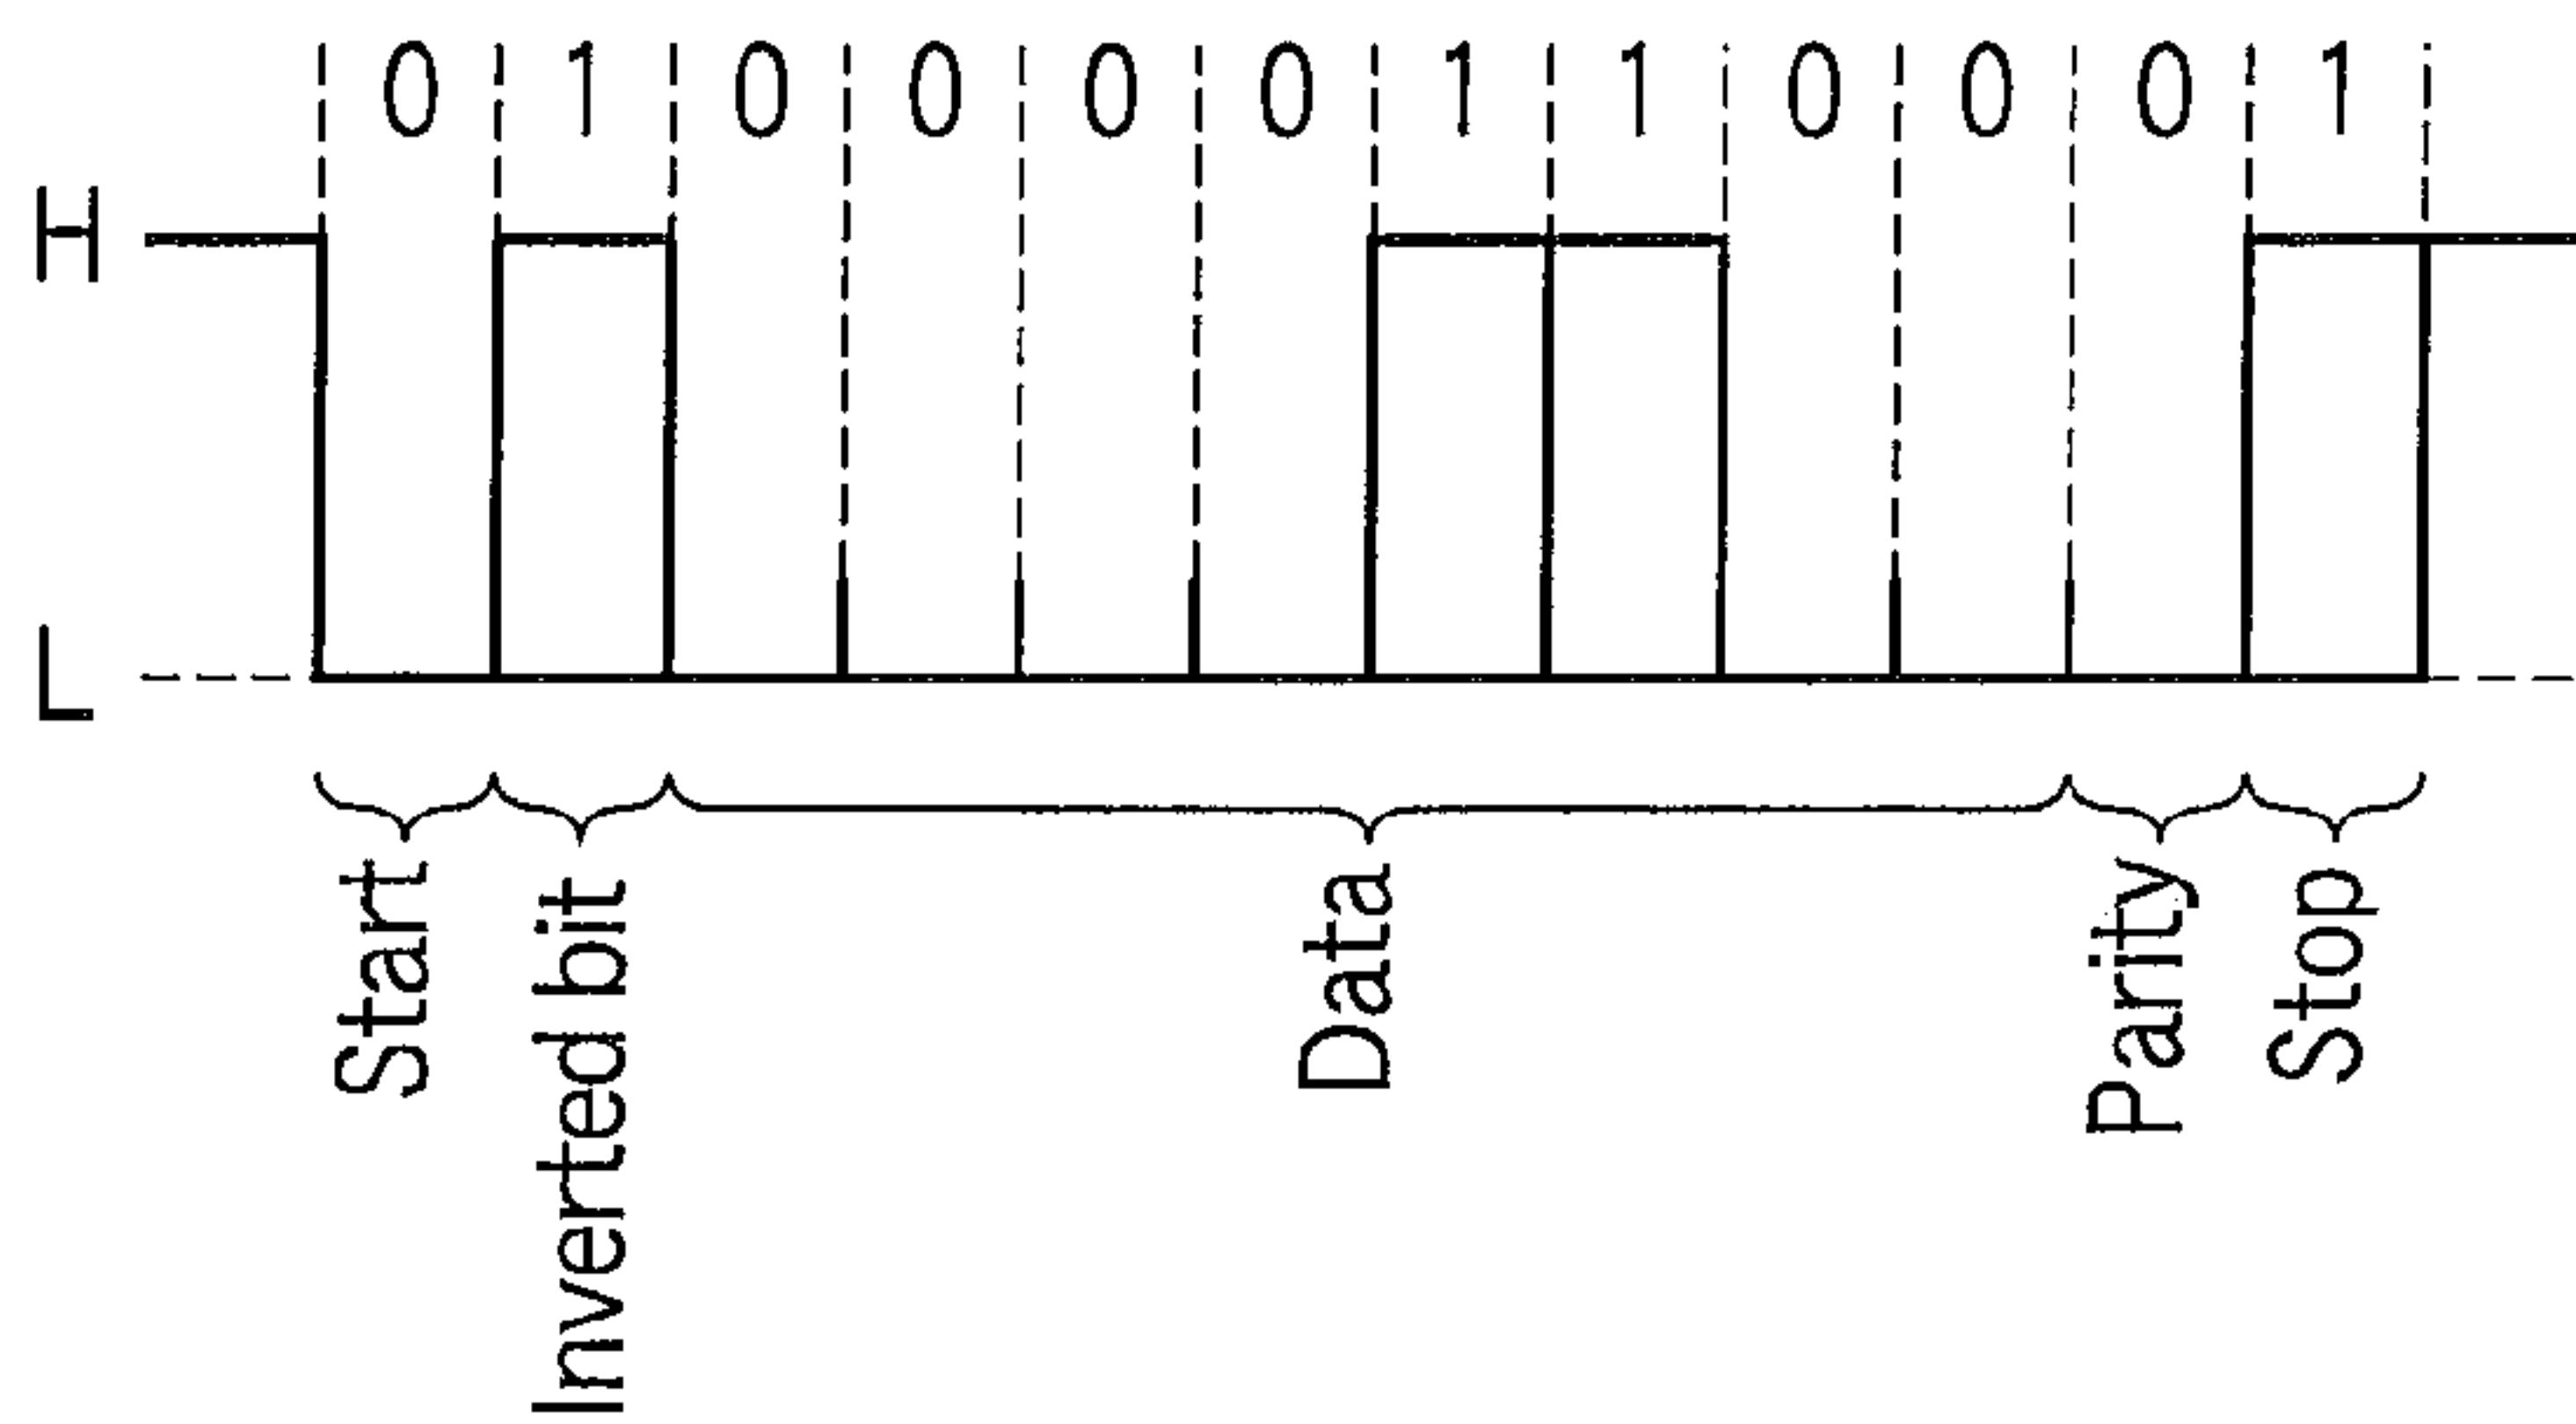 0 1 0 0 0 0 1 1 0 0 0 1
H
L
Start
Inverted bit
Data
Parity
Stop